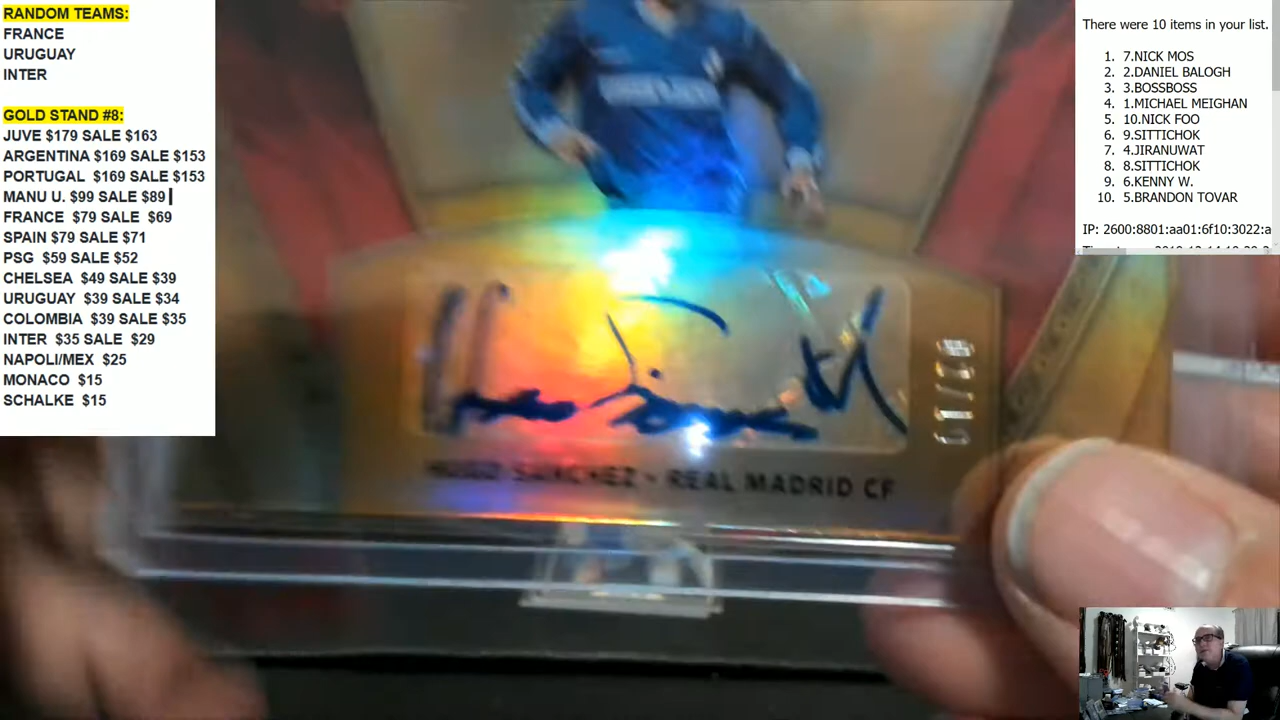 RANDOM TEAMS:
FRANCE
URUGUAY
INTER
GOLD STAND #8:
JUVE $179 SALE $163
ARGENTINA $169 SALE $153
PORTUGAL $169 SALE $153
MANU U. $99 SALE $89
FRANCE $79 SALE $69
SPAIN $79 SALE $71
PSG $59 SALE $52
CHELSEA $49 SALE $39
URUGUAY $39 SALE $34
COLOMBIA $39 SALE $35
INTER $35 SALE $29
NAPOLI/MEX $25
MONACO $15
SCHALKE $15
There were 10 items in your list.
1. 7.NICK MOS
2. 2.DANIEL BALOGH
3. 3.BOSSBOSS
4. 1.MICHAEL MEIGHAN
5. 10.NICK FOO
6. 9.SITTICHOK
7. 4.JIRANUWAT
8. 8.SITTICHOK
9. 6.KENNY W.
10. 5.BRANDON TOVAR
IP: 2600:8801:aa01:6f10:3022:a
HUGO SANCHEZ - REAL MADRID CF